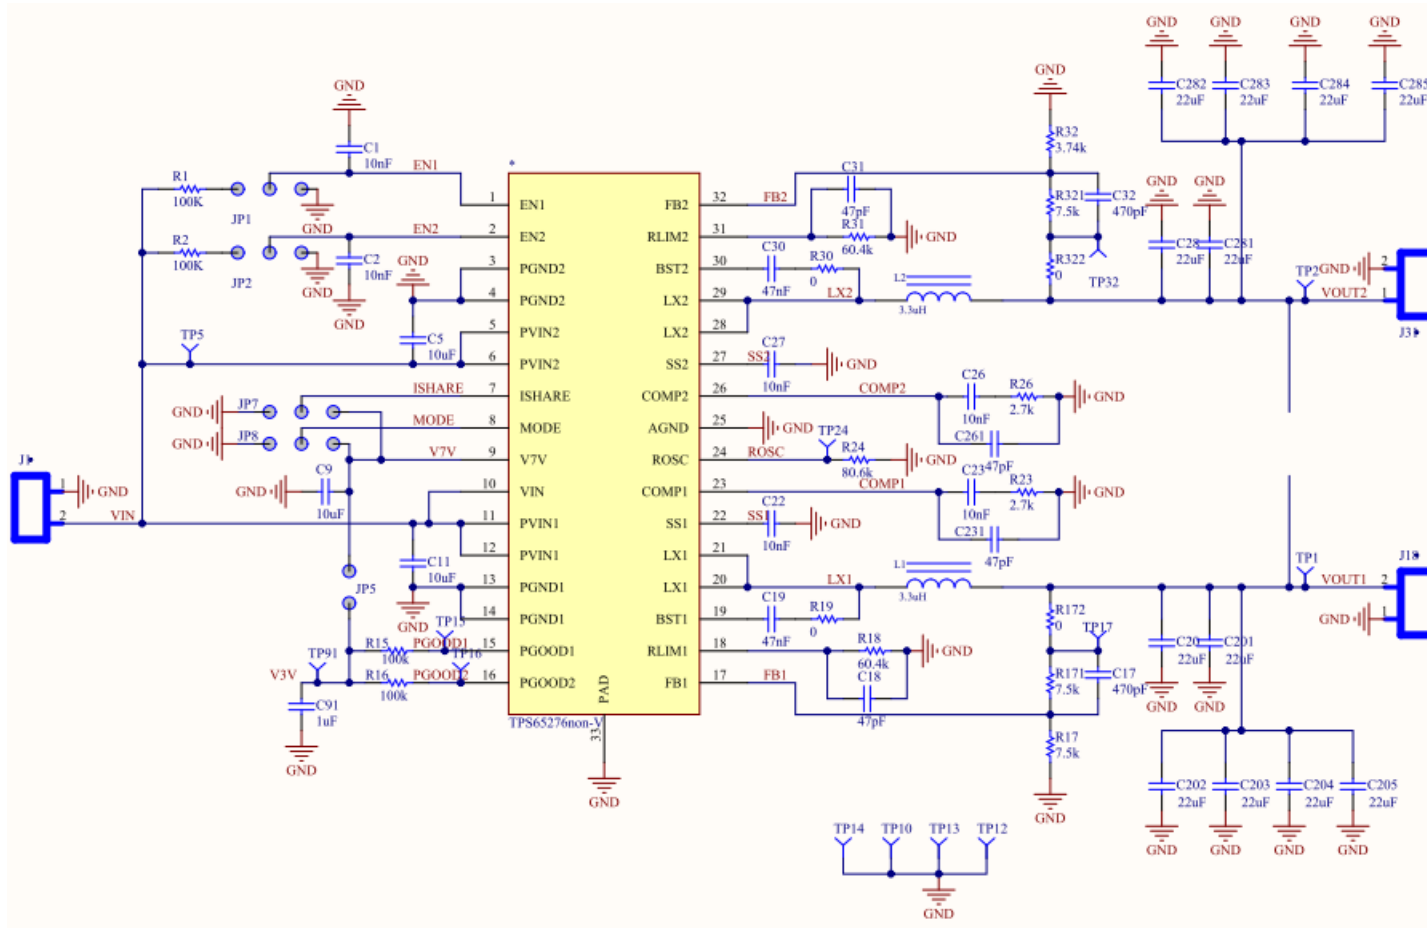 GND GND GND GND
C282 C283 C284 C285
22uF 22uF 22uF 22uF
GND
GND
R32
3.74k
C1
10nF
EN1
*
R1
100K
JP1
GND
C31
47pF
R321
7.5k
C32
470pF
GND GND
1 EN1
FB2 32 FB2
R2
100K
JP2
GND
EN2
C2
10nF
GND
2 EN2
RLIM2 31
R31
60.4k
GND
C28 C281
22uF 22uF
3 PGND2
BST2 30
C30
47nF
R30
0
R322
0
TP32
GND
4 PGND2
LX2 29
LX2
L2
3.3uH
TP2
VOUT2
GND
2
1
J31
5 PVIN2
LX2 28
TP5
C5
10uF
6 PVIN2
SS2 27
SS2
C27
10nF
GND
7 ISHARE
ISHARE
GND
JP7
COMP2 26
COMP2
C26
10nF
R26
2.7k
GND
C261
47pF
8 MODE
MODE
GND
JP8
AGND 25
GND
9 V7V
V7V
ROSC 24
ROSC
TP24
R24
80.6k
GND
J1
1
GND
2
VIN
GND
C9
10uF
10 VIN
COMP1 23
COMP1
C23
10nF
R23
2.7k
GND
C231
47pF
11 PVIN1
SS1 22
SS1
C22
10nF
GND
12 PVIN1
LX1 21
C11
10uF
GND
JP5
13 PGND1
LX1 20
LX1
L1
3.3uH
TP1
VOUT1
2
GND
1
J18
14 PGND1
BST1 19
C19
47nF
R19
0
R172
0
TP17
C20 C201
22uF 22uF
GND GND
TP15
R15
100k
PGOOD1
15 PGOOD1
RLIM1 18
R18
60.4k
C18
47pF
GND
TP91
V3V
R16
100k
TP16
PGOOD2
16 PGOOD2
FB1 17
FB1
R171
7.5k
C17
470pF
C91
1uF
GND
PAD
33
GND
TPS65276non-V
R17
7.5k
GND
C202 C203 C204 C205
22uF 22uF 22uF 22uF
GND GND GND GND
TP14 TP10 TP13 TP12
GND